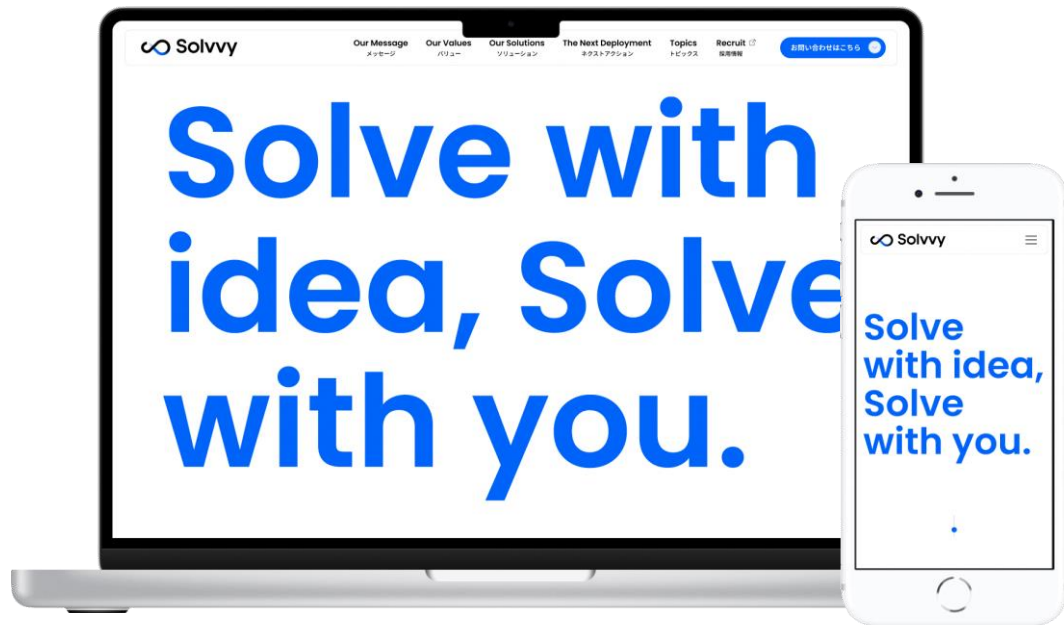 Solvvy
Our Message
メッセージ
Our Values
バリュー
Our Solutions
ソリューション
The Next Deployment
ネクストアクション
Topics
トピックス
Recruit
採用情報
お問い合わせはこちら
Solve with
idea, Solve
with you.
Solvvy
Solve
with idea,
Solve
with you.